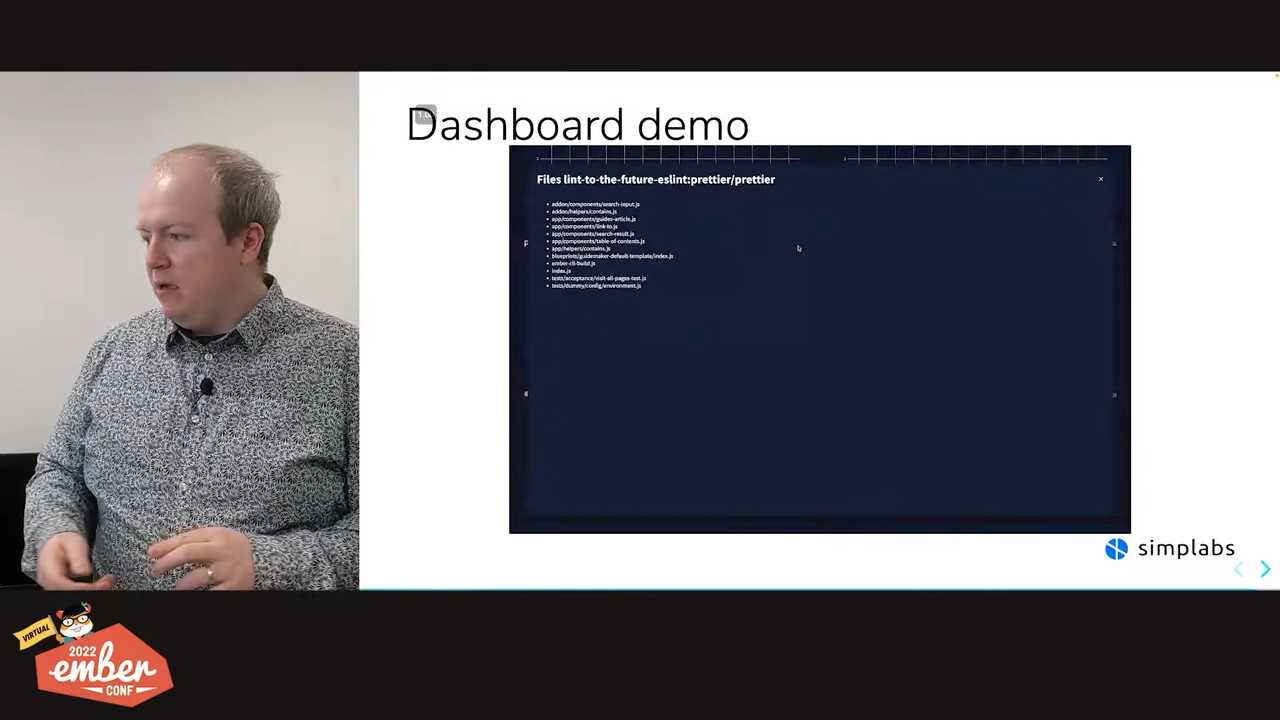 Dashboard demo
1.0
Files lint-to-the-future-eslint:prettier/prettier
×
addon/components/search-input.js
addon/helpers/contains.js
app/components/guides-article.js
app/components/link-to.js
app/components/search-result.js
app/components/table-of-contents.js
app/helpers/contains.js
blueprints/guidemaker-default-template/index.js
ember-cli-build.js
index.js
tests/acceptance/visit-all-pages-test.js
tests/dummy/config/environment.js
simplabs
VIRTUAL
2022
ember
CONF